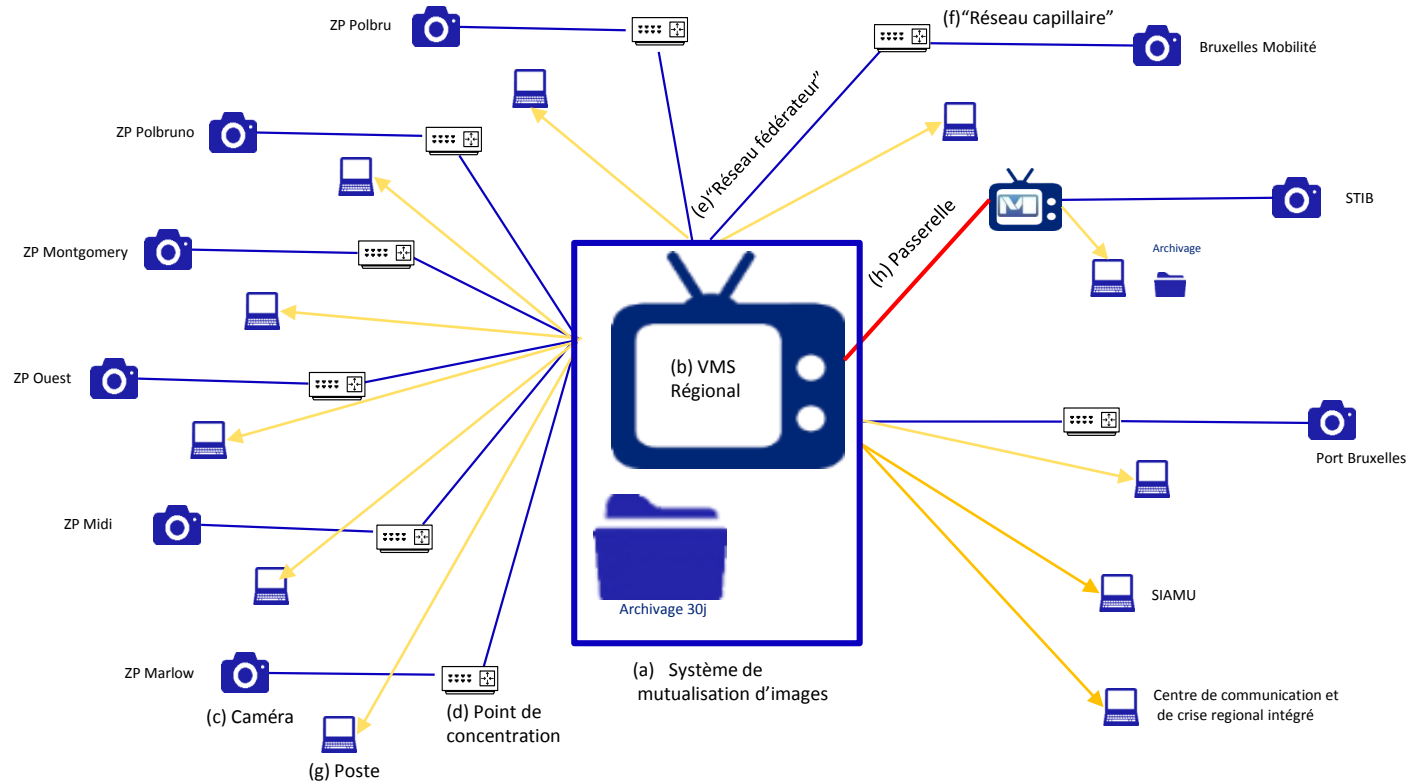 ZP Polbru
(f)“Réseau capillaire”
Bruxelles Mobilité
ZP Polbruno
(e)“Réseau fédérateur”
ZP Montgomery
(h) Passerelle
STIB
Archivage
ZP Ouest
(b) VMS
Régional
Port Bruxelles
ZP Midi
Archivage 30j
SIAMU
ZP Marlow
(a) Système de
mutualisation d’images
(c) Caméra
(d) Point de
concentration
Centre de communication et
de crise regional intégré
(g) Poste